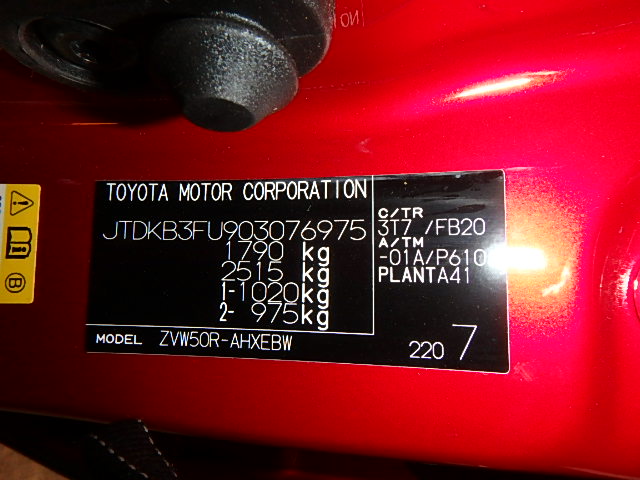 TOYOTA MOTOR CORPORATION
JTDKB3FU903076975
1790 kg
2515 kg
1-1020kg
2- 975kg
C/TR
3T7 /FB20
A/TM
-01A/P610
PLANTA41
MODEL ZVW50R-AHXEBW
220 7
B